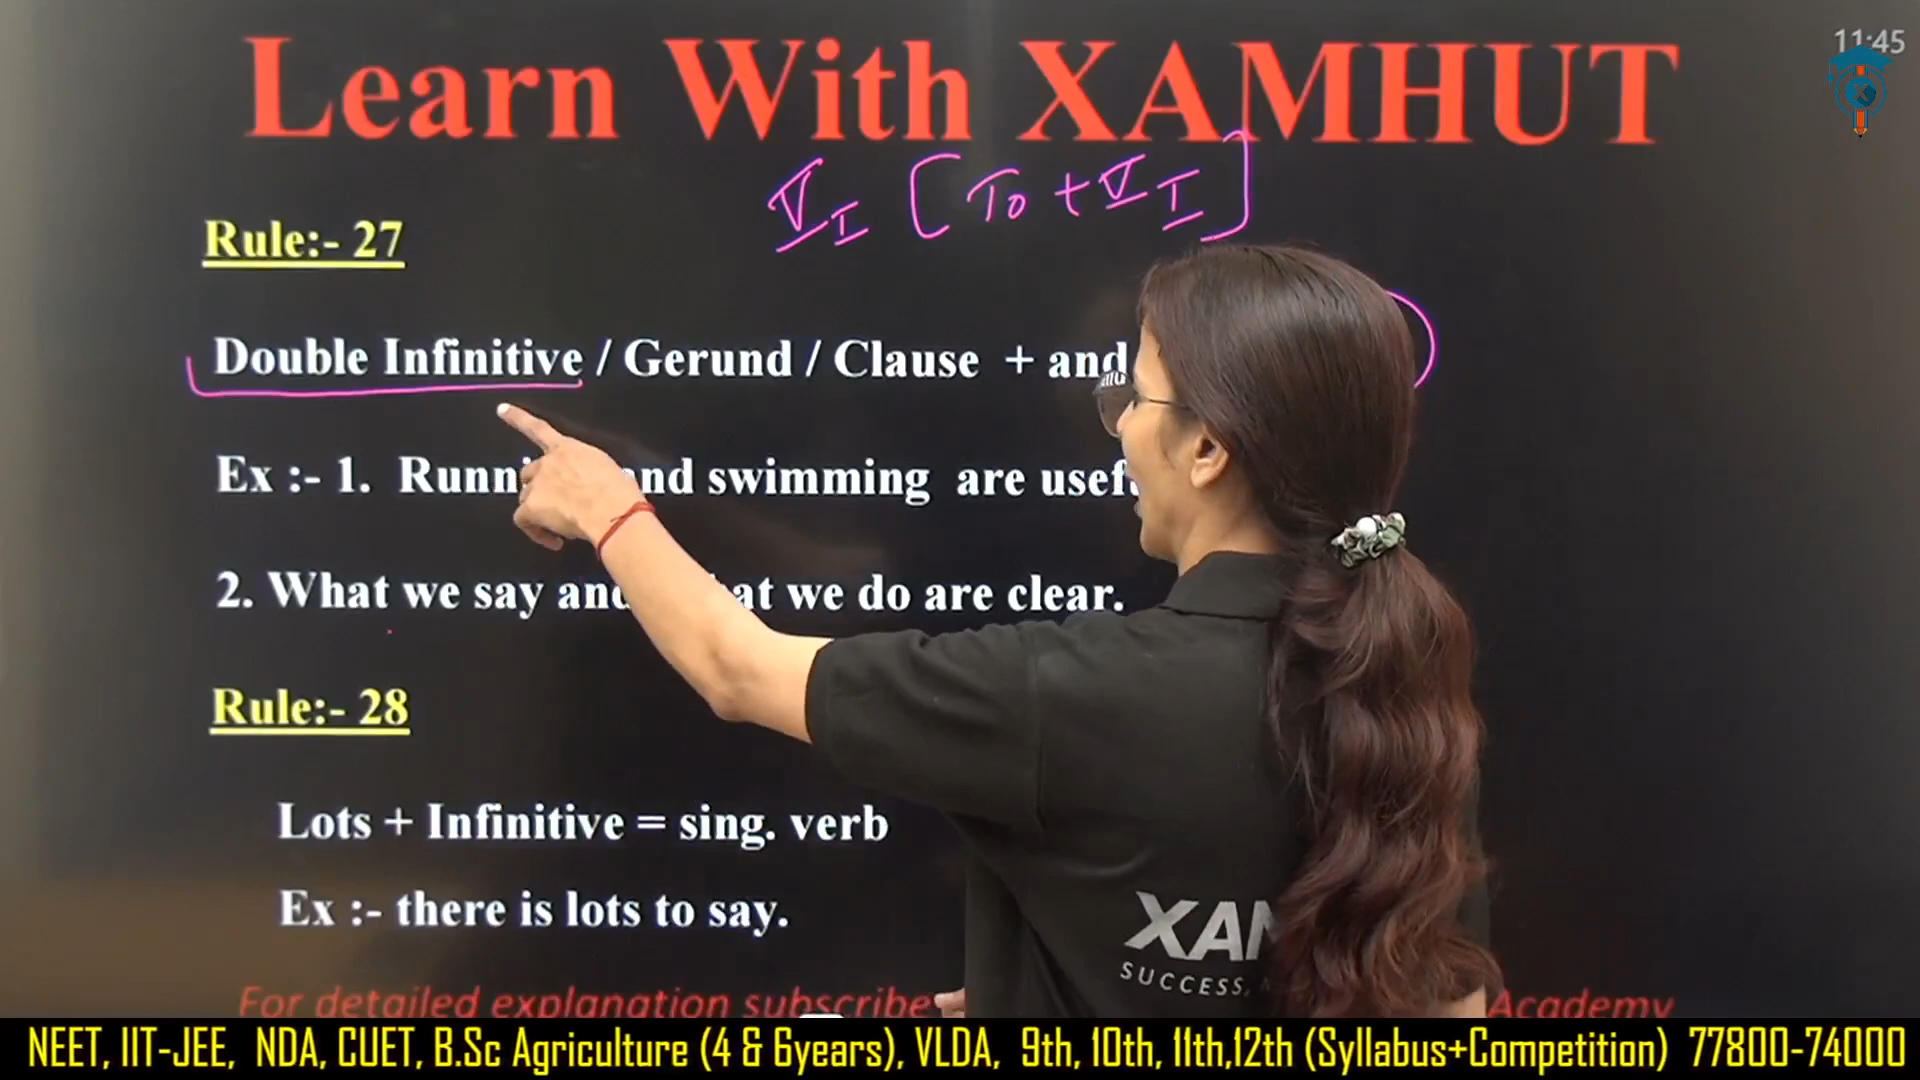 Learn With XAMHUT
11:45
V I [ To + V I ]
Rule:- 27
Double Infinitive / Gerund / Clause + and
Ex :- 1. and swimming are
2. What we say and we do are clear.
Rule:- 28
Lots + Infinitive = sing. verb
Ex :- there is lots to say.
XAM
SUCCESS,
For detailed explanation subscribe Academy
NEET, IIT-JEE, NDA, CUET, B.Sc Agriculture (4 & 6years), VLDA, 9th, 10th, 11th,12th (Syllabus+Competition) 77800-74000